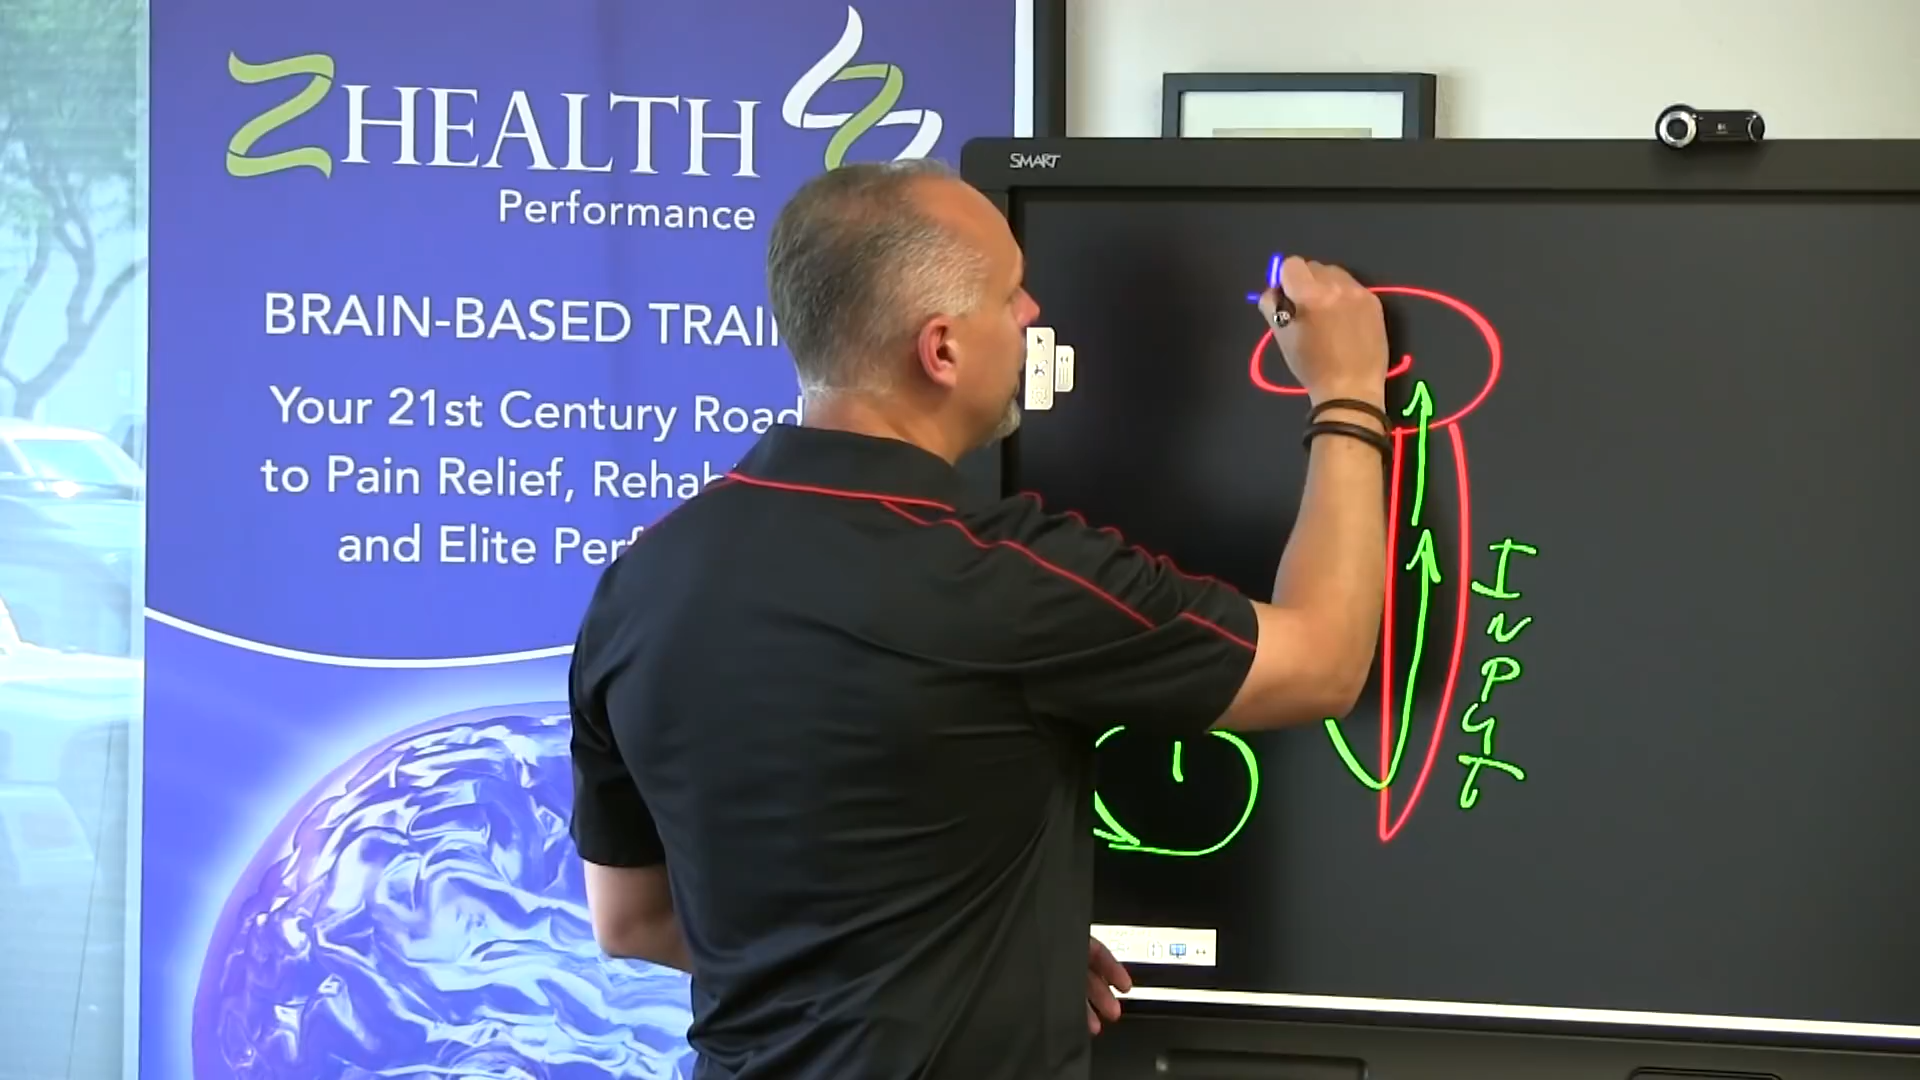 ZHEALTH
Performance
BRAIN-BASED TRAI
Your 21st Century Road
to Pain Relief, Rehab
and Elite Perf
SMART
INPUT